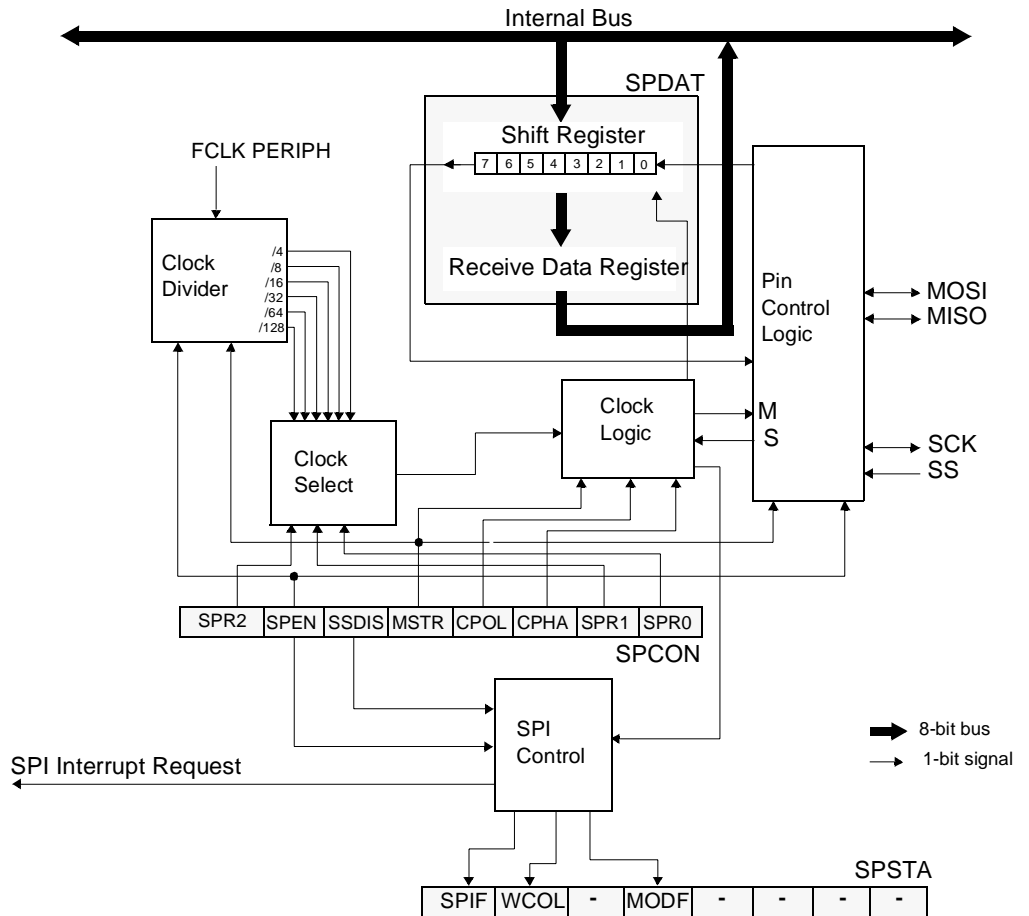 Internal Bus
SPDAT
Shift Register
7 6 5 4 3 2 1 0
FCLK PERIPH
Clock
Divider
/4
/8
/16
/32
/64
/128
Receive Data Register
Pin
Control
Logic
MOSI
MISO
Clock
Logic
M
S
SCK
SS
Clock
Select
SPR2 SPEN SSDIS MSTR CPOL CPHA SPR1 SPR0
SPCON
SPI
Control
8-bit bus
1-bit signal
SPI Interrupt Request
SPSTA
SPIF WCOL - MODF - - - -